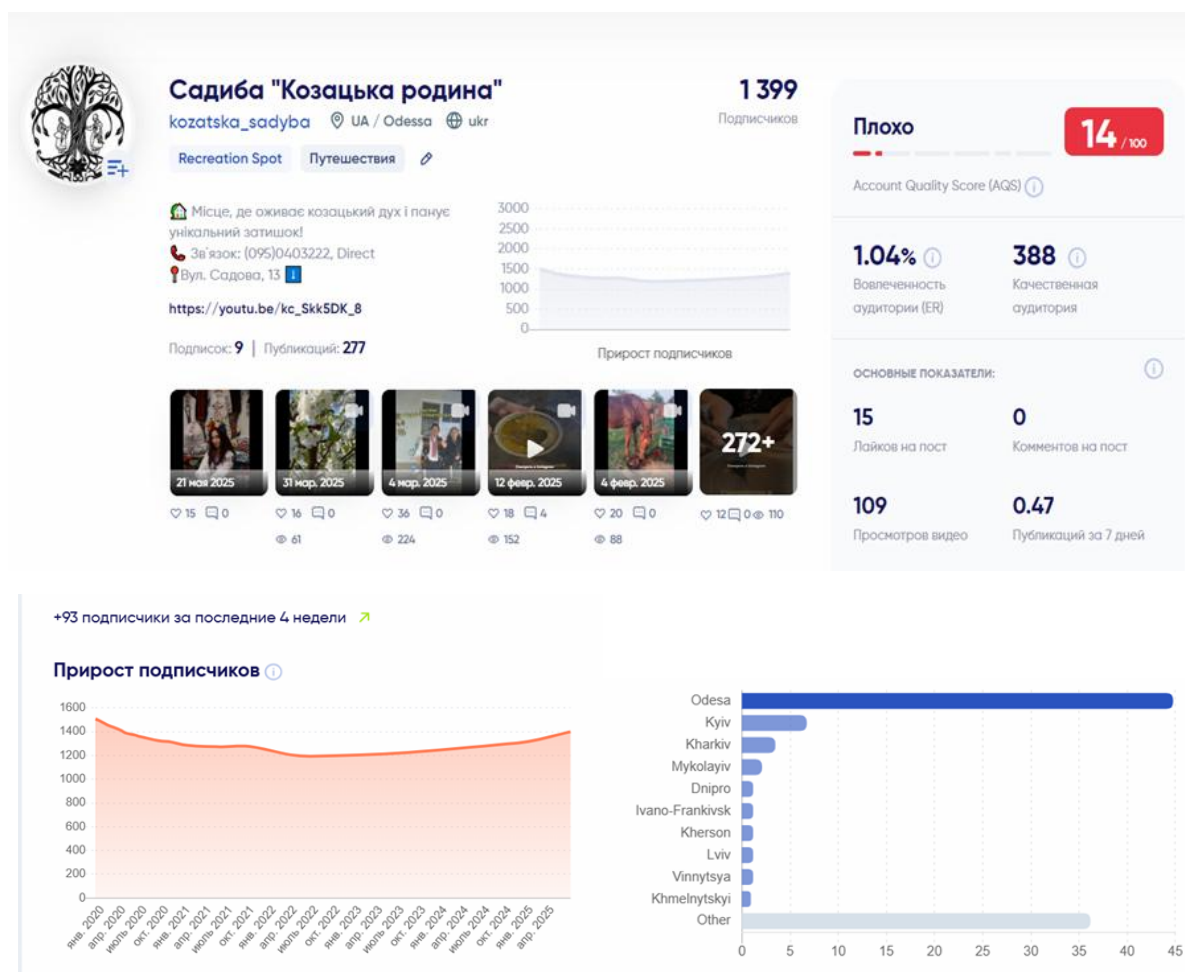 Садиба "Козацька родина"
kozatska_sadyba UA / Odessa ukr
Recreation Spot Путешествия
1 399
Подписчиков
🏡 Місце, де оживає козацький дух і панує
унікальний затишок!
📞 Зв'язок: (095)0403222, Direct
📍Вул. Садова, 13 ⬇️
https://youtu.be/kc_Skk5DK_8
Подписок: 9 | Публикаций: 277
3000
2500
2000
1500
1000
500
0
Прирост подписчиков
21 мая 2025
31 мар. 2025
4 мар. 2025
12 февр. 2025
4 февр. 2025
272+
15 0
16 0
36 0
18 4
20 0
12 0 110
61
224
152
88
Плохо
14 / 100
Account Quality Score (AQS)
1.04%
Вовлеченность
аудитории (ER)
388
Качественная
аудитория
ОСНОВНЫЕ ПОКАЗАТЕЛИ:
15
Лайков на пост
0
Комментов на пост
109
Просмотров видео
0.47
Публикаций за 7 дней
+93 подписчики за последние 4 недели
Прирост подписчиков
1600
1400
1200
1000
800
600
400
200
0
янв. 2020
апр. 2020
июль 2020
окт. 2020
янв. 2021
апр. 2021
июль 2021
окт. 2021
янв. 2022
апр. 2022
июль 2022
окт. 2022
янв. 2023
апр. 2023
июль 2023
окт. 2023
янв. 2024
апр. 2024
июль 2024
окт. 2024
янв. 2025
апр. 2025
Odesa
Kyiv
Kharkiv
Mykolayiv
Dnipro
Ivano-Frankivsk
Kherson
Lviv
Vinnytsya
Khmelnytskyi
Other
0 5 10 15 20 25 30 35 40 45